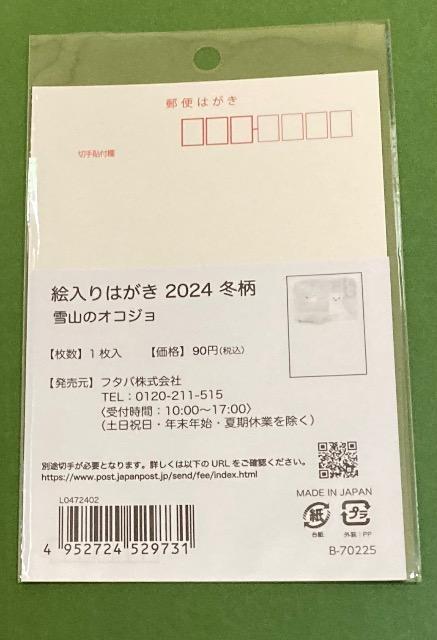 郵便はがき
切手貼付欄
絵入りはがき 2024 冬柄
雪山のオコジョ
【枚数】1枚入 【価格】90円(税込)
【発売元】フタバ株式会社
TEL:0120-211-515
〈受付時間:10:00~17:00〉
(土日祝日・年末年始・夏期休業を除く)
別途切手が必要となります。詳しくは以下のURLをご確認ください。
https://www.post.japanpost.jp/send/fee/index.html
L0472402
4 952724 529731
MADE IN JAPAN
紙 プラ
台紙 外装:PP
B-70225